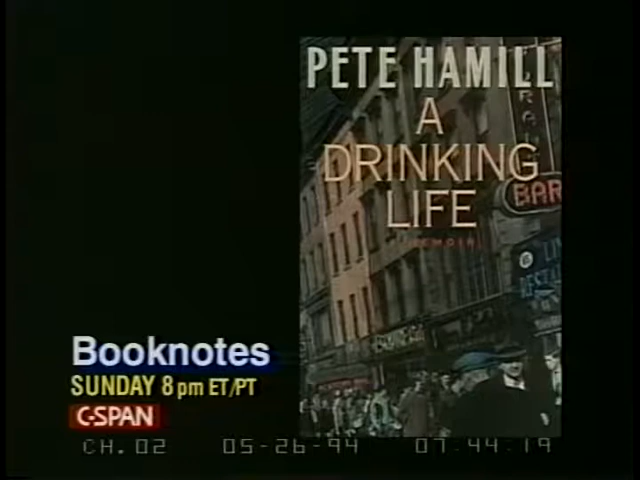 PETE HAMILL
A
DRINKING
LIFE
A MEMOIR
BAR
Booknotes
SUNDAY 8 pm ET/PT
C-SPAN
CH. 02 05-26-94 07:44:19